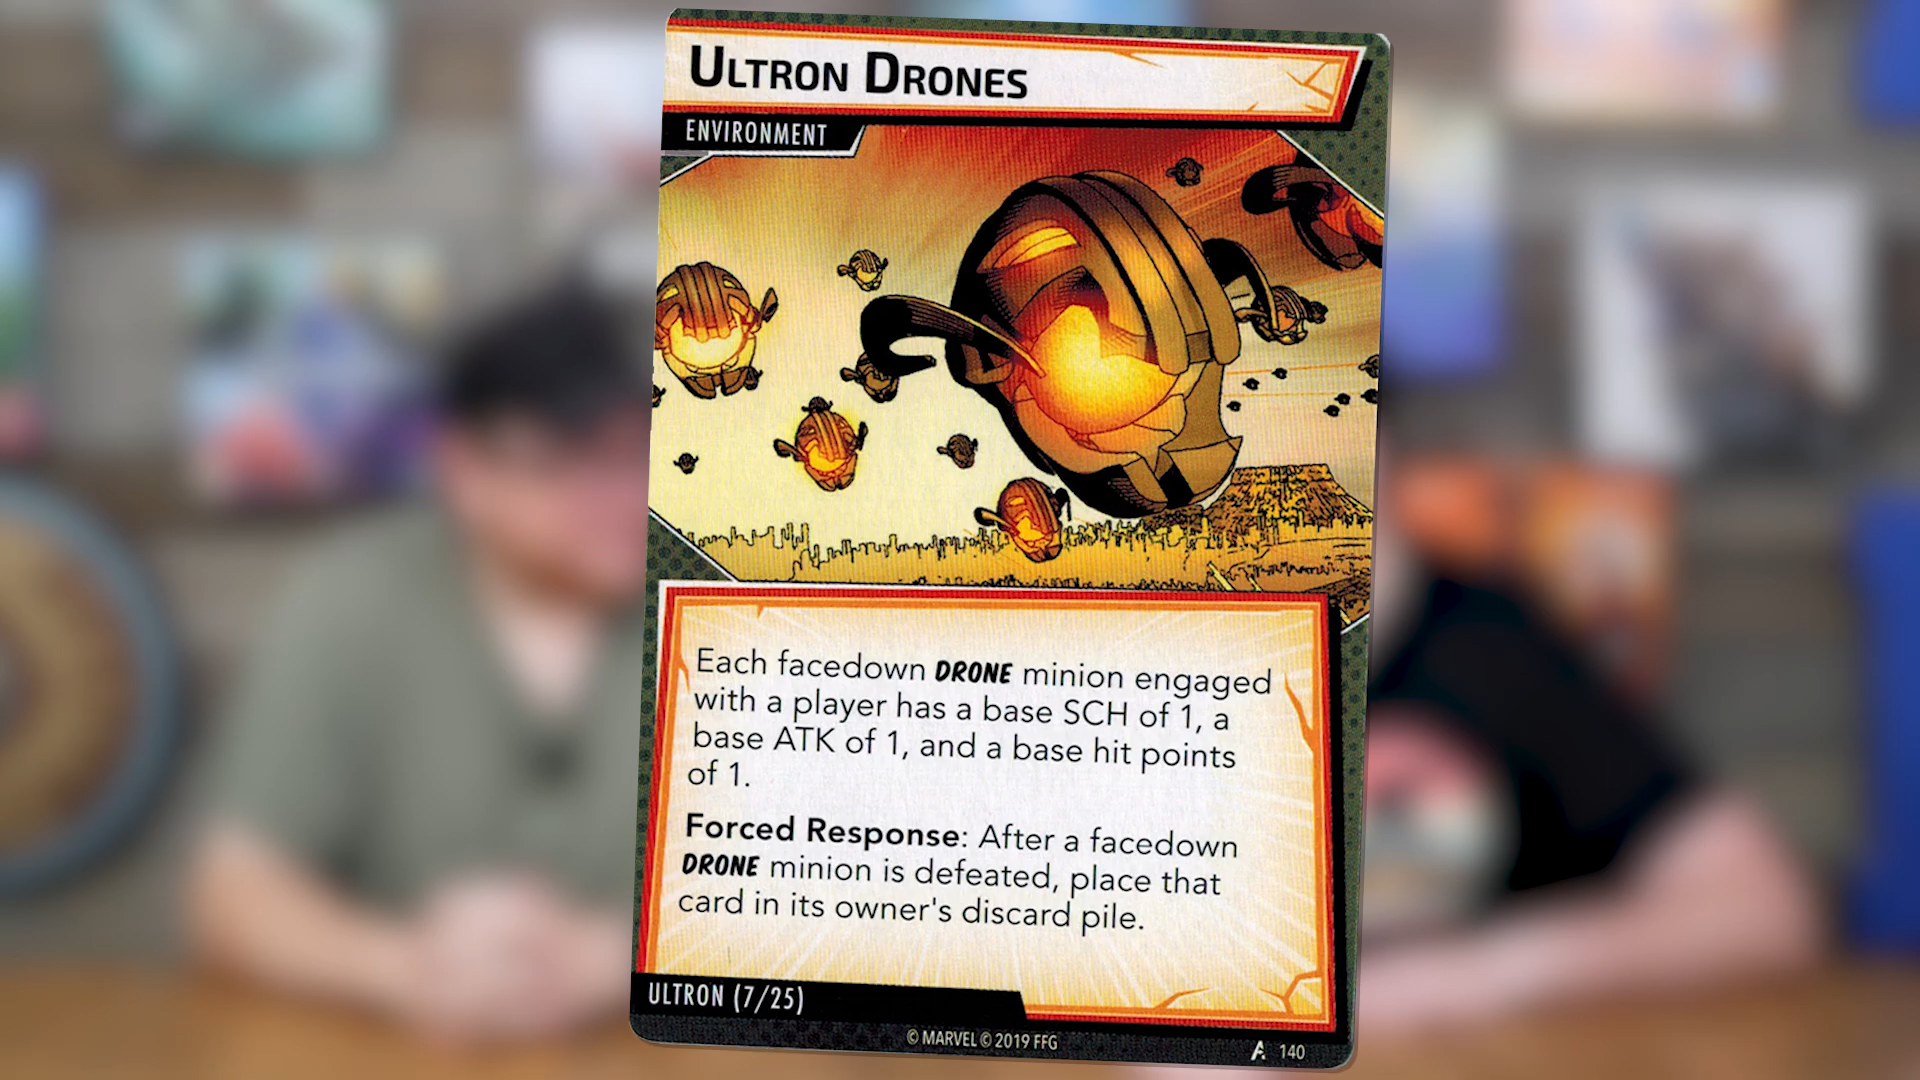 ULTRON DRONES
ENVIRONMENT
Each facedown DRONE minion engaged
with a player has a base SCH of 1, a
base ATK of 1, and a base hit points
of 1.
Forced Response: After a facedown
DRONE minion is defeated, place that
card in its owner's discard pile.
ULTRON (7/25)
© MARVEL © 2019 FFG
140